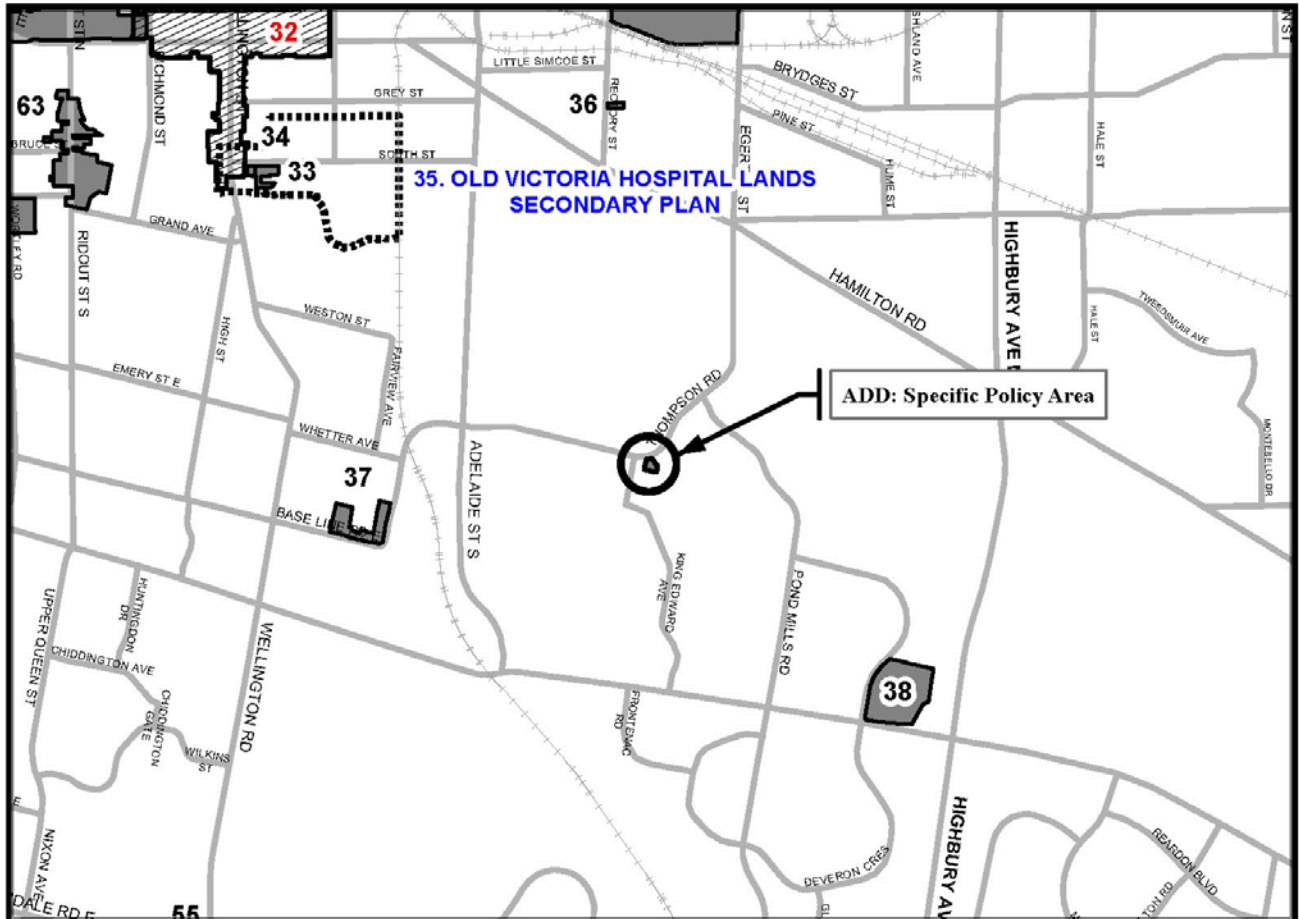 32
LITTLE SIMCOE ST
BRYDGES ST
GREY ST
36
PINE ST
HALE ST
63
34
SOUTH ST
33
HUME ST
35. OLD VICTORIA HOSPITAL LANDS
SECONDARY PLAN
GRAND AVE
RIDOUT ST S
HIGHBURY AVE
HAMILTON RD
TWEEDSMUIR AVE
WESTON ST
HIGH ST
HALE ST
EMERY ST E
FAIRVIEW AVE
ADD: Specific Policy Area
WHETTER AVE
MONTEBELLO DR
37
ADELAIDE ST S
BASE LINE
KING EDWARD
AVE
POND MILLS RD
HUNTINGDON
DR
UPPER QUEEN ST
WELLINGTON RD
CHIDDINGTON AVE
38
CHIDDINGTON
GATE
FRONTENAC
RD
WILKINS
ST
HIGHBURY AV
NIXON AVE
REARDON BLVD
DEVERON CRES
DALE RD E
55
TON RD